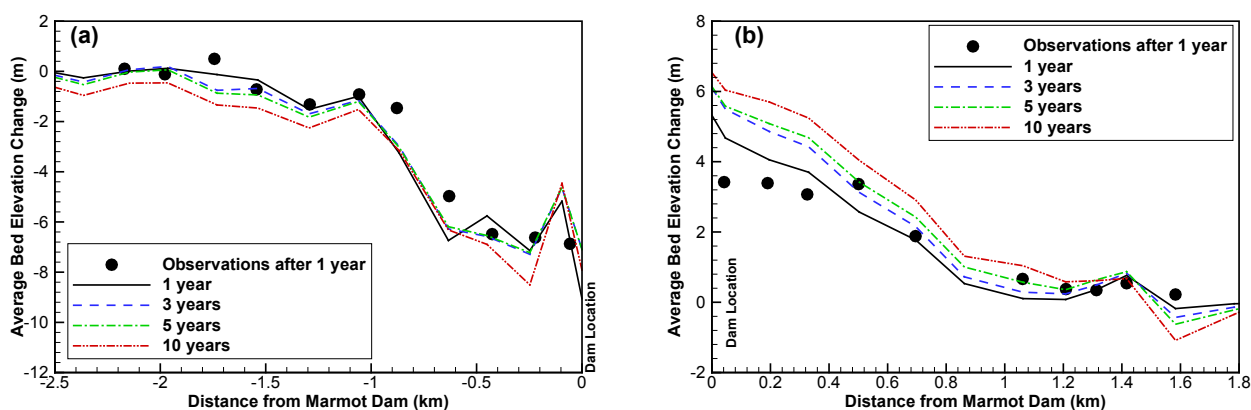 (a)
Average Bed Elevation Change (m)
2
0
-2
-4
-6
-8
-10
-12
Observations after 1 year
1 year
3 years
5 years
10 years
Dam Location
-2.5 -2 -1.5 -1 -0.5 0
Distance from Marmot Dam (km)
(b)
Average Bed Elevation Change (m)
8
6
4
2
0
-2
Observations after 1 year
1 year
3 years
5 years
10 years
Dam Location
0 0.2 0.4 0.6 0.8 1 1.2 1.4 1.6 1.8
Distance from Marmot Dam (km)